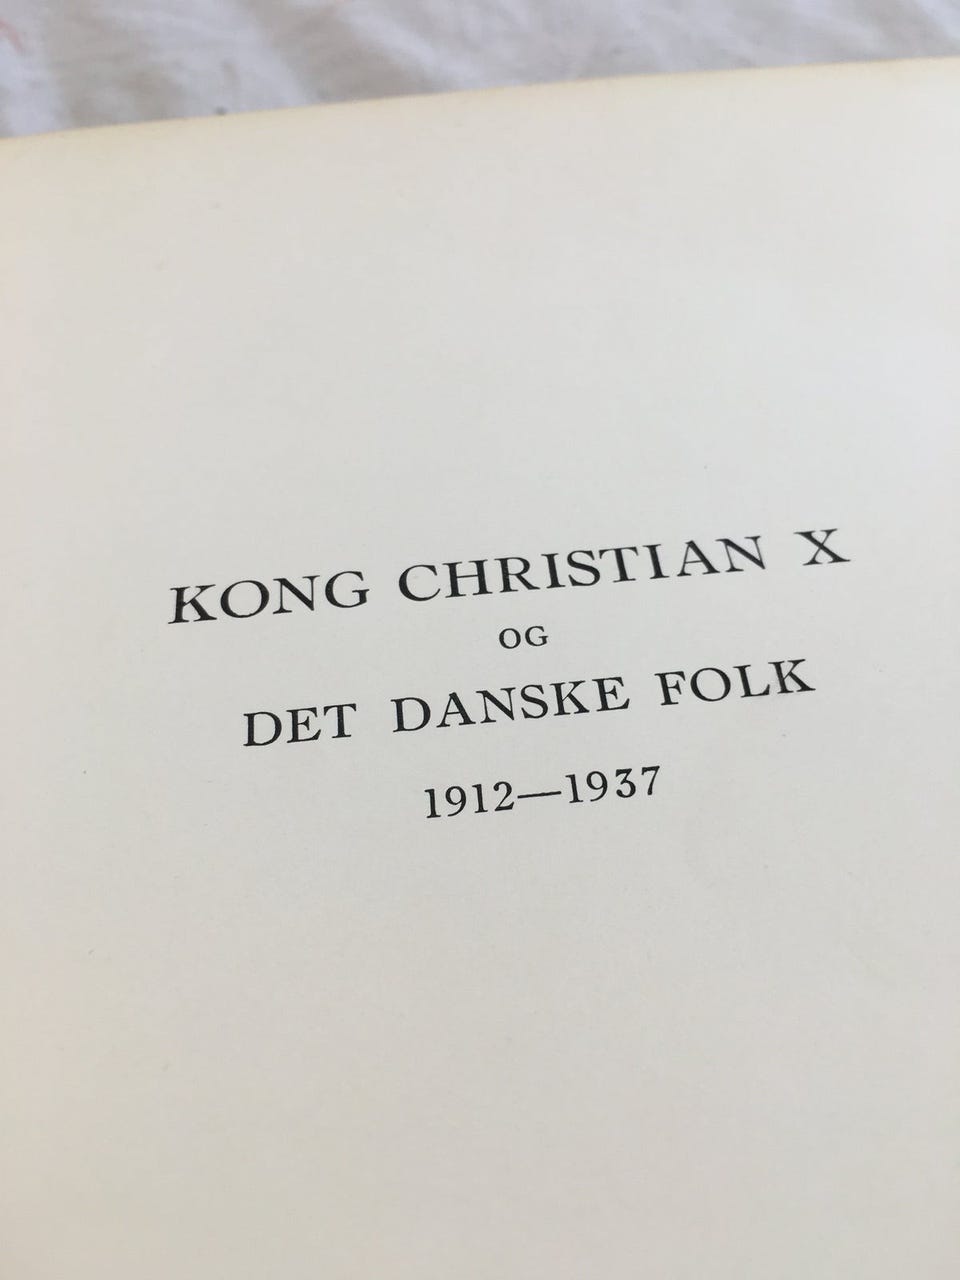 KONG CHRISTIAN X
OG
DET DANSKE FOLK
1912—1937